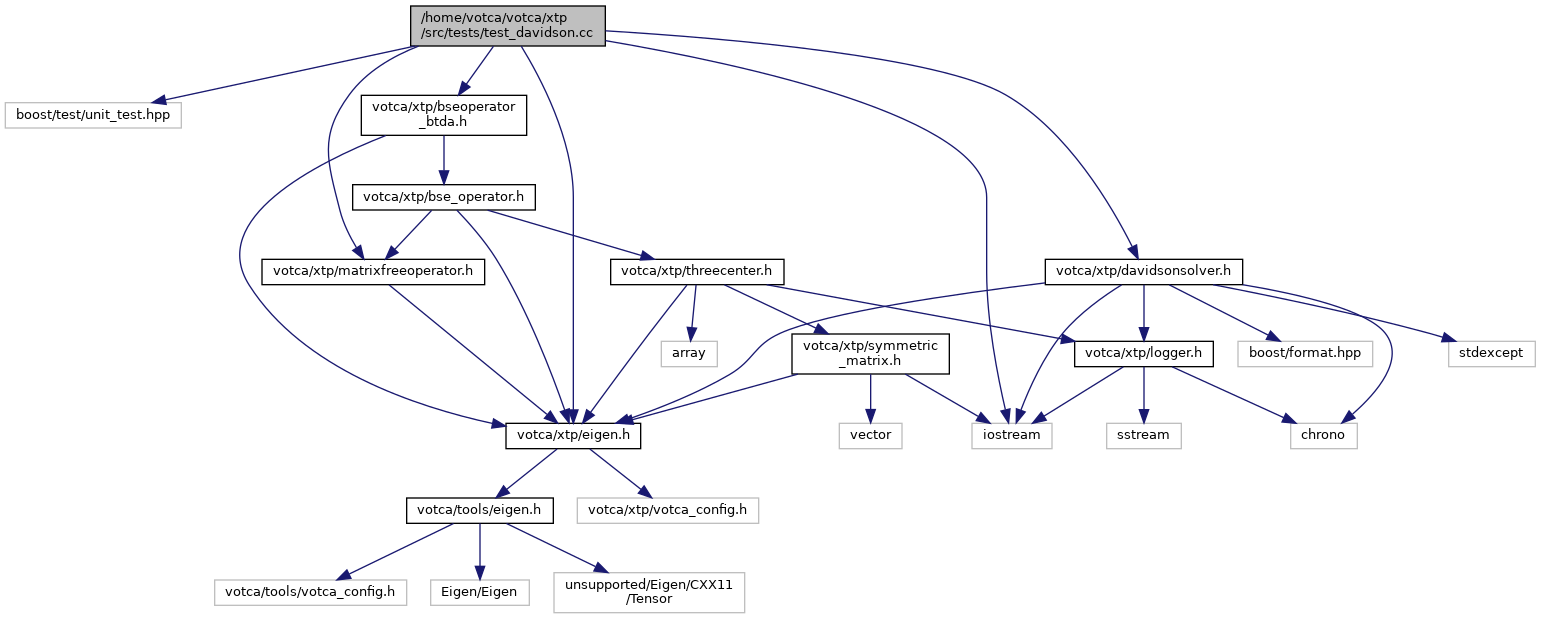 /home/votca/votca/xtp
/src/tests/test_davidson.cc
boost/test/unit_test.hpp
votca/xtp/bseoperator
_btda.h
votca/xtp/bse_operator.h
votca/xtp/matrixfreeoperator.h
votca/xtp/threecenter.h
votca/xtp/davidsonsolver.h
array
votca/xtp/symmetric
_matrix.h
votca/xtp/logger.h
boost/format.hpp
stdexcept
votca/xtp/eigen.h
vector
iostream
sstream
chrono
votca/tools/eigen.h
votca/xtp/votca_config.h
votca/tools/votca_config.h
Eigen/Eigen
unsupported/Eigen/CXX11
/Tensor